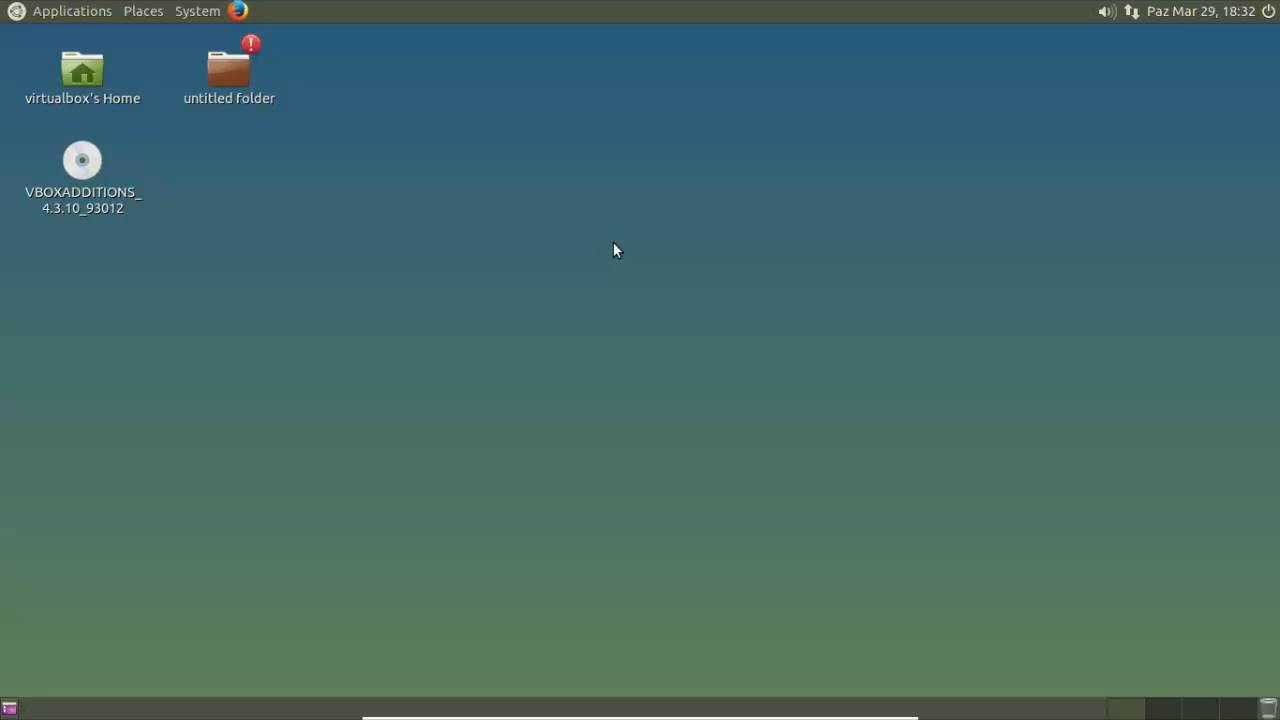 Applications Places System
Paz Mar 29, 18:32
virtualbox's Home
untitled folder
VBOXADDITIONS_
4.3.10_93012